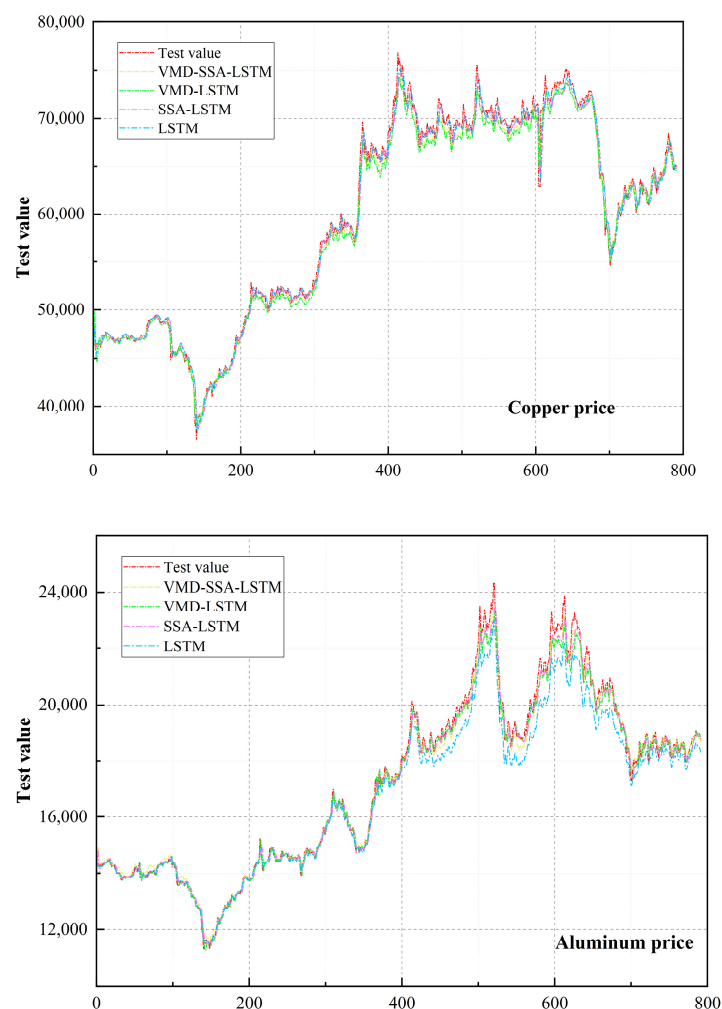 80,000
Test value
VMD-SSA-LSTM
VMD-LSTM
SSA-LSTM
LSTM
70,000
60,000
50,000
40,000
Test value
Copper price
0
200
400
600
800
Test value
VMD-SSA-LSTM
VMD-LSTM
SSA-LSTM
LSTM
24,000
20,000
16,000
12,000
Test value
Aluminum price
0
200
400
600
800